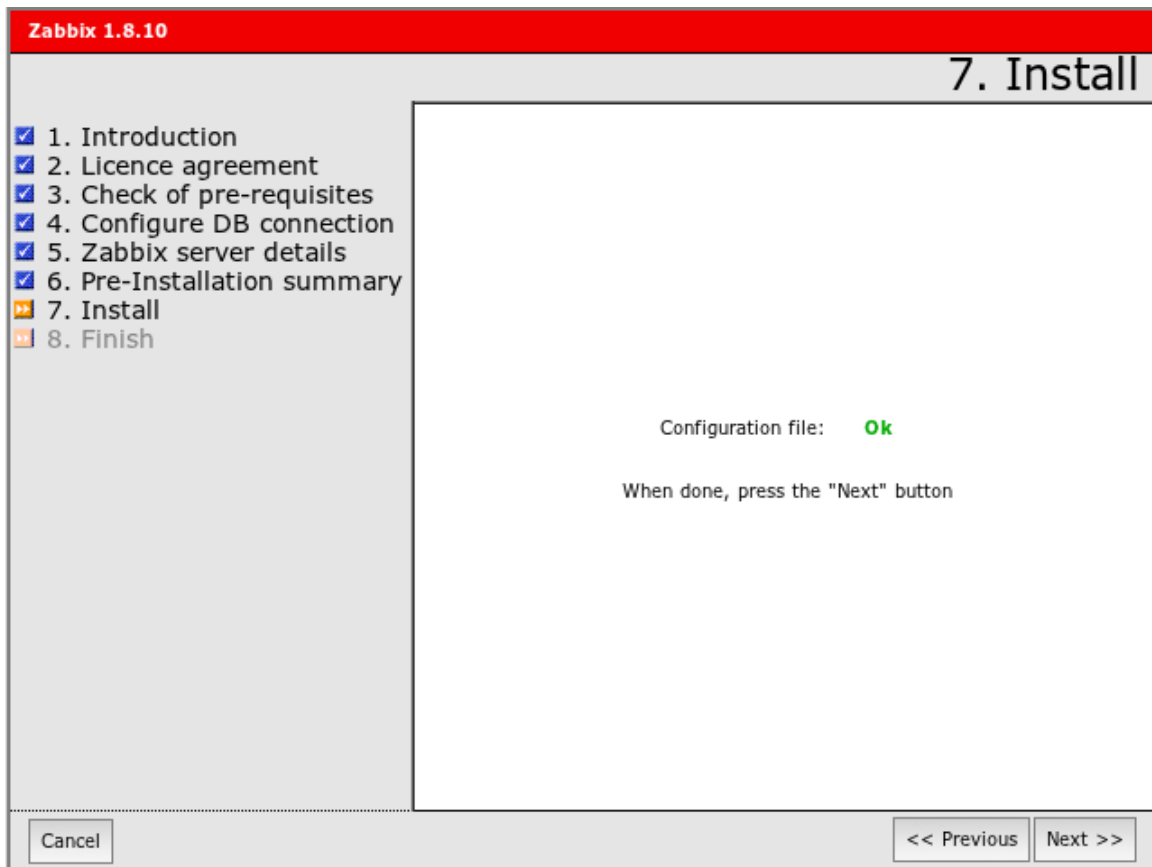 Zabbix 1.8.10
7. Install
1. Introduction
2. Licence agreement
3. Check of pre-requisites
4. Configure DB connection
5. Zabbix server details
6. Pre-Installation summary
7. Install
8. Finish
Configuration file: Ok
When done, press the "Next" button
Cancel
<< Previous
Next >>